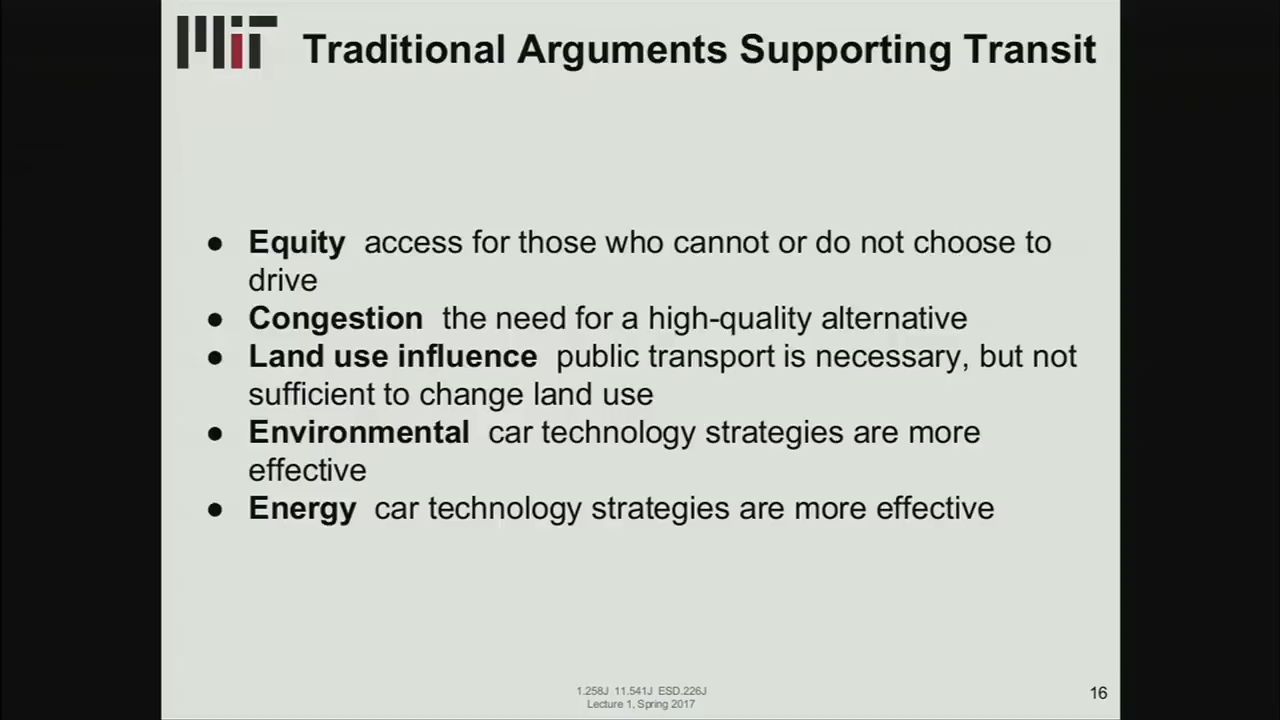 MIT
Traditional Arguments Supporting Transit
● Equity access for those who cannot or do not choose to
drive
● Congestion the need for a high-quality alternative
● Land use influence public transport is necessary, but not
sufficient to change land use
● Environmental car technology strategies are more
effective
● Energy car technology strategies are more effective
1.258J 11.541J ESD.226J
Lecture 1, Spring 2017
16